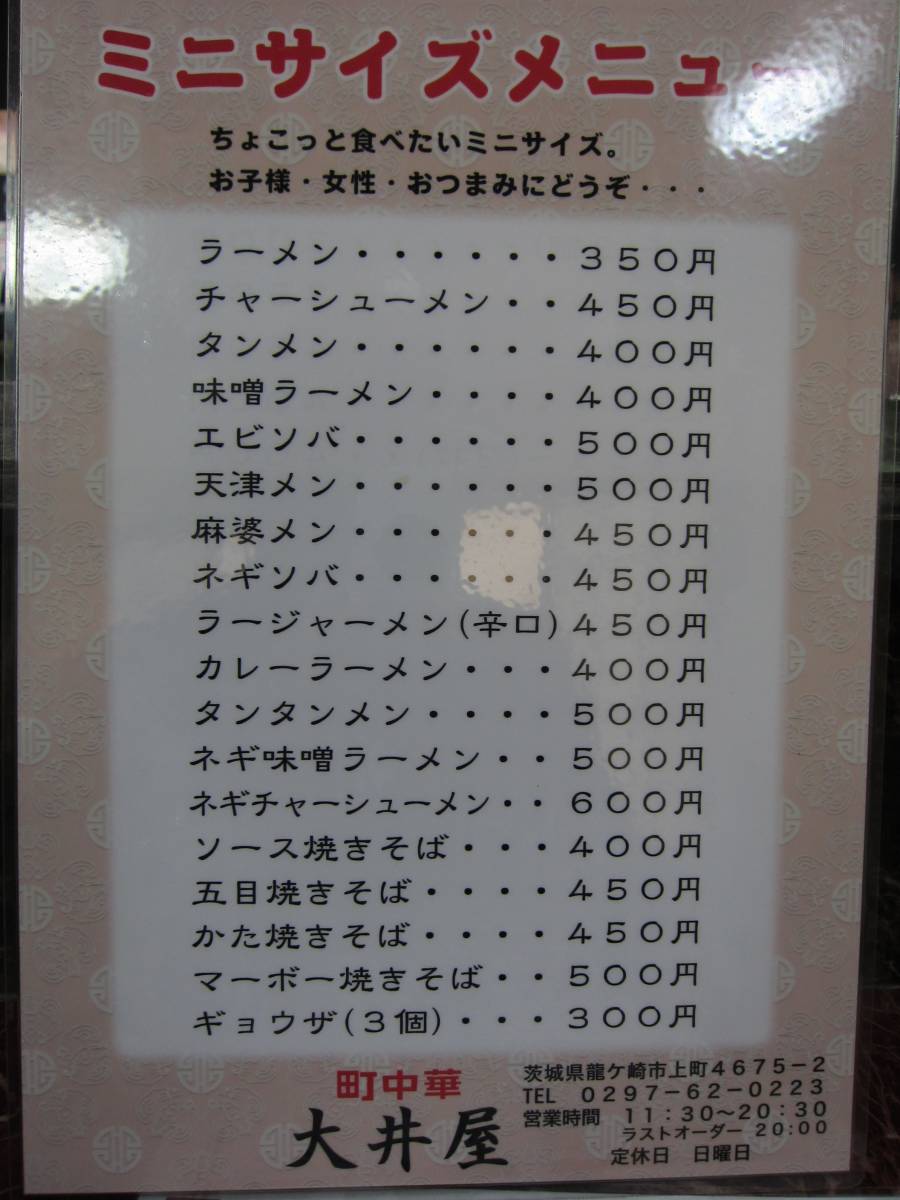 ミニサイズメニュー
ちょこっと食べたいミニサイズ。
お子様・女性・おつまみにどうぞ・・・
ラーメン・・・・・・３５０円
チャーシューメン・・４５０円
タンメン・・・・・・４００円
味噌ラーメン・・・・４００円
エビソバ・・・・・・５００円
天津メン・・・・・・５００円
麻婆メン・・・・・・４５０円
ネギソバ・・・・・・４５０円
ラージャーメン(辛口)４５０円
カレーラーメン・・・４００円
タンタンメン・・・・５００円
ネギ味噌ラーメン・・５００円
ネギチャーシューメン・・６００円
ソース焼きそば・・・４００円
五目焼きそば・・・・４５０円
かた焼きそば・・・・４５０円
マーボー焼きそば・・５００円
ギョウザ(３個)・・・３００円
町中華
大井屋
茨城県龍ケ崎市上町４６７５－２
TEL ０２９７－６２－０２２３
営業時間 １１：３０～２０：３０
ラストオーダー ２０：００
定休日 日曜日